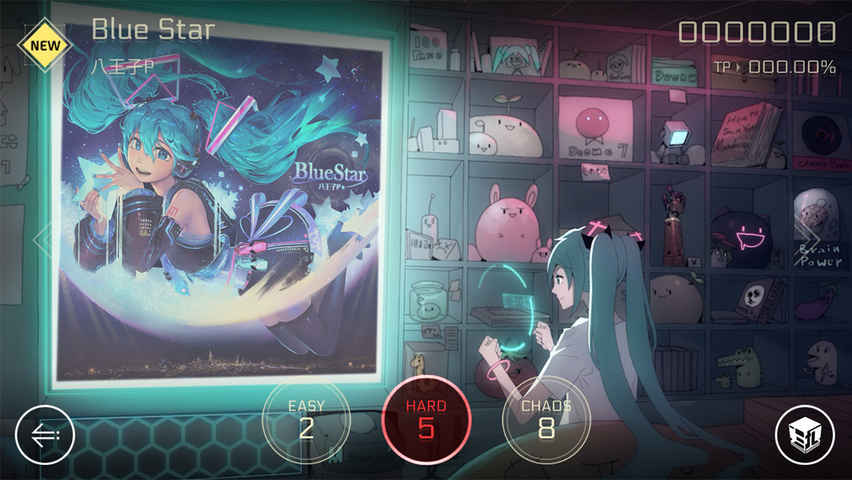 NEW
Blue Star
八王子P
0000000
TP 000.00%
BlueStar
八王子P
Brain
Power
EASY
2
HARD
5
CHAOS
8